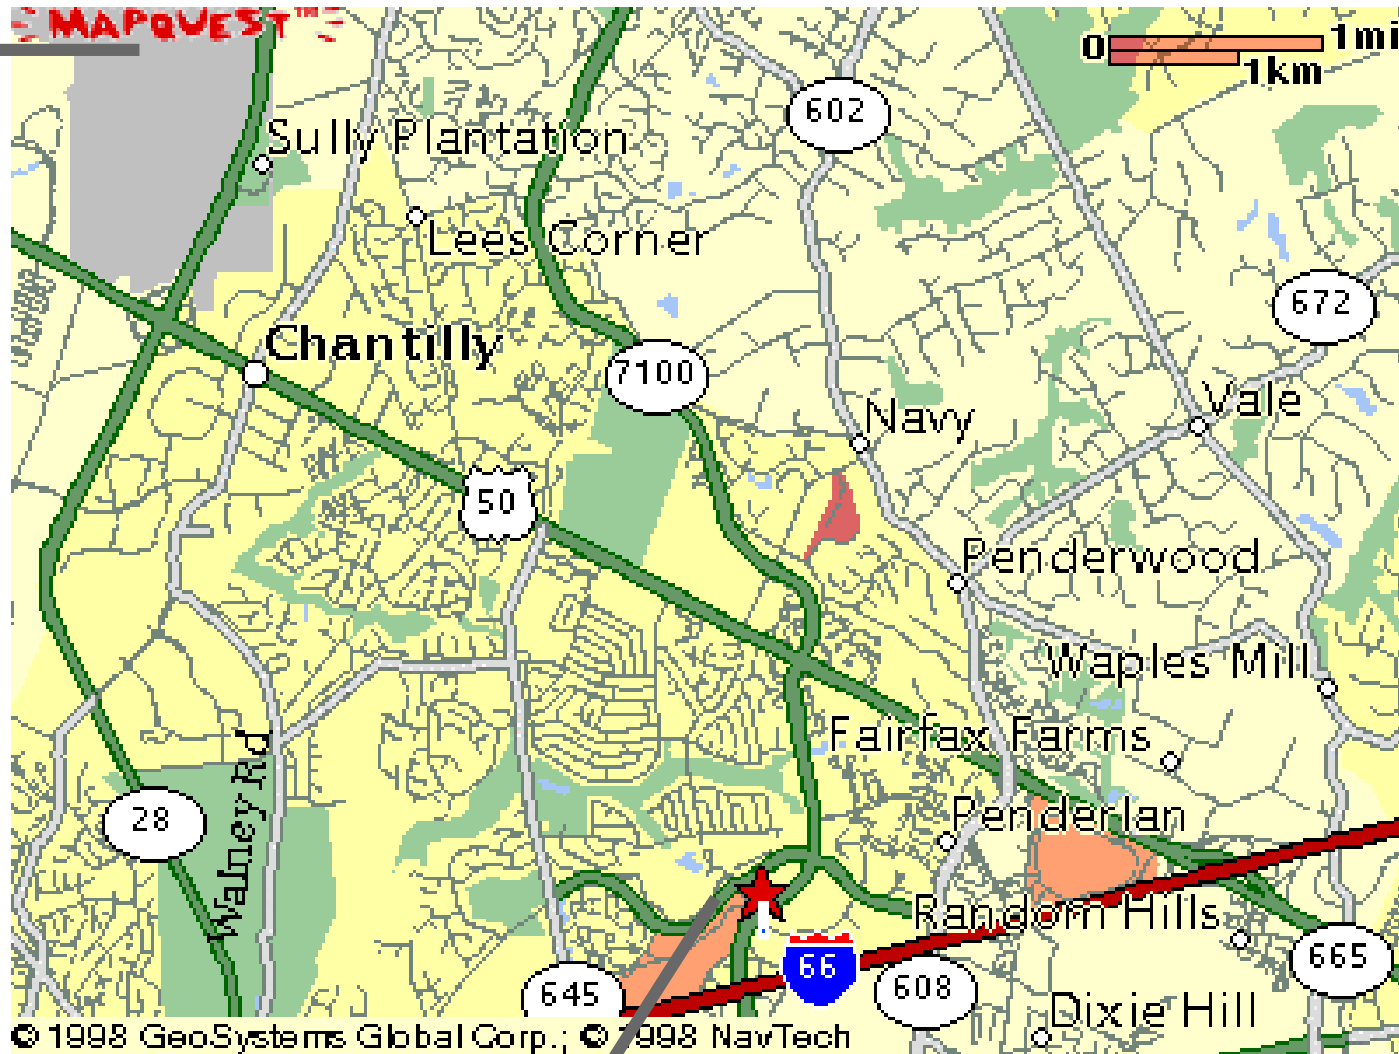 MAPQUEST™
0 1mi
1km
602
Sully Plantation
Lees Corner
672
Chantilly
7100
Navy
Vale
50
Penderwood
Waples Mill
Fairfax Farms
Walney Rd
28
Penderlan
Random Hills
66
665
645
608
Dixie Hill
© 1998 GeoSystems Global Corp.; © 1998 NavTech